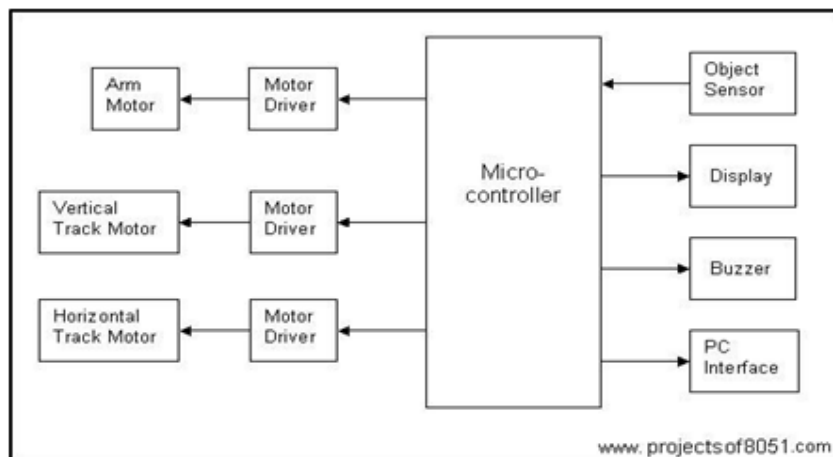 Arm
Motor
Motor
Driver
Vertical
Track Motor
Motor
Driver
Horizontal
Track Motor
Motor
Driver
Micro-
controller
Object
Sensor
Display
Buzzer
PC
Interface
www. projectsof8051.com